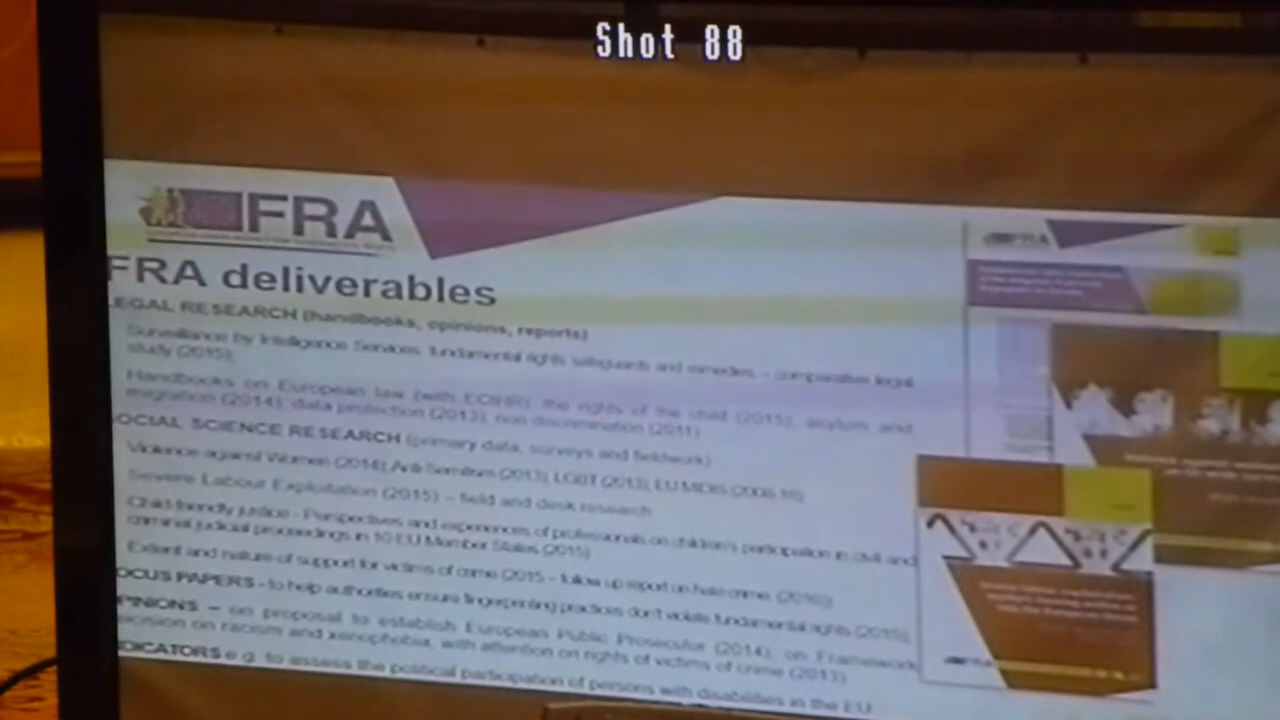 Shot 88
FRA
FRA deliverables
LEGAL RESEARCH (handbooks, opinions, reports)
Surveillance by Intelligence Services: fundamental rights safeguards and remedies – comparative legal
study (2015);
Handbooks on European law (with ECtHR): the rights of the child (2015); asylum and
migration (2014); data protection (2013); non discrimination (2011)
SOCIAL SCIENCE RESEARCH (primary data, surveys and fieldwork)
Violence against Women (2014); Anti-Semitism (2013); LGBT (2013); EU MIDIS (2008-16)
Severe Labour Exploitation (2015) – field and desk research
Child-friendly justice - Perspectives and experiences of professionals on children's participation in civil and
criminal judicial proceedings in 10 EU Member States (2015)
Extent and nature of support for victims of crime (2015 - follow up report on hate crime (2016))
FOCUS PAPERS - to help authorities ensure fingerprinting practices don't violate fundamental rights (2015);
OPINIONS – on proposal to establish European Public Prosecutor (2014), on Framework
Decision on racism and xenophobia, with attention on rights of victims of crime (2013)
INDICATORS e.g. to assess the political participation of persons with disabilities in the EU
FRA